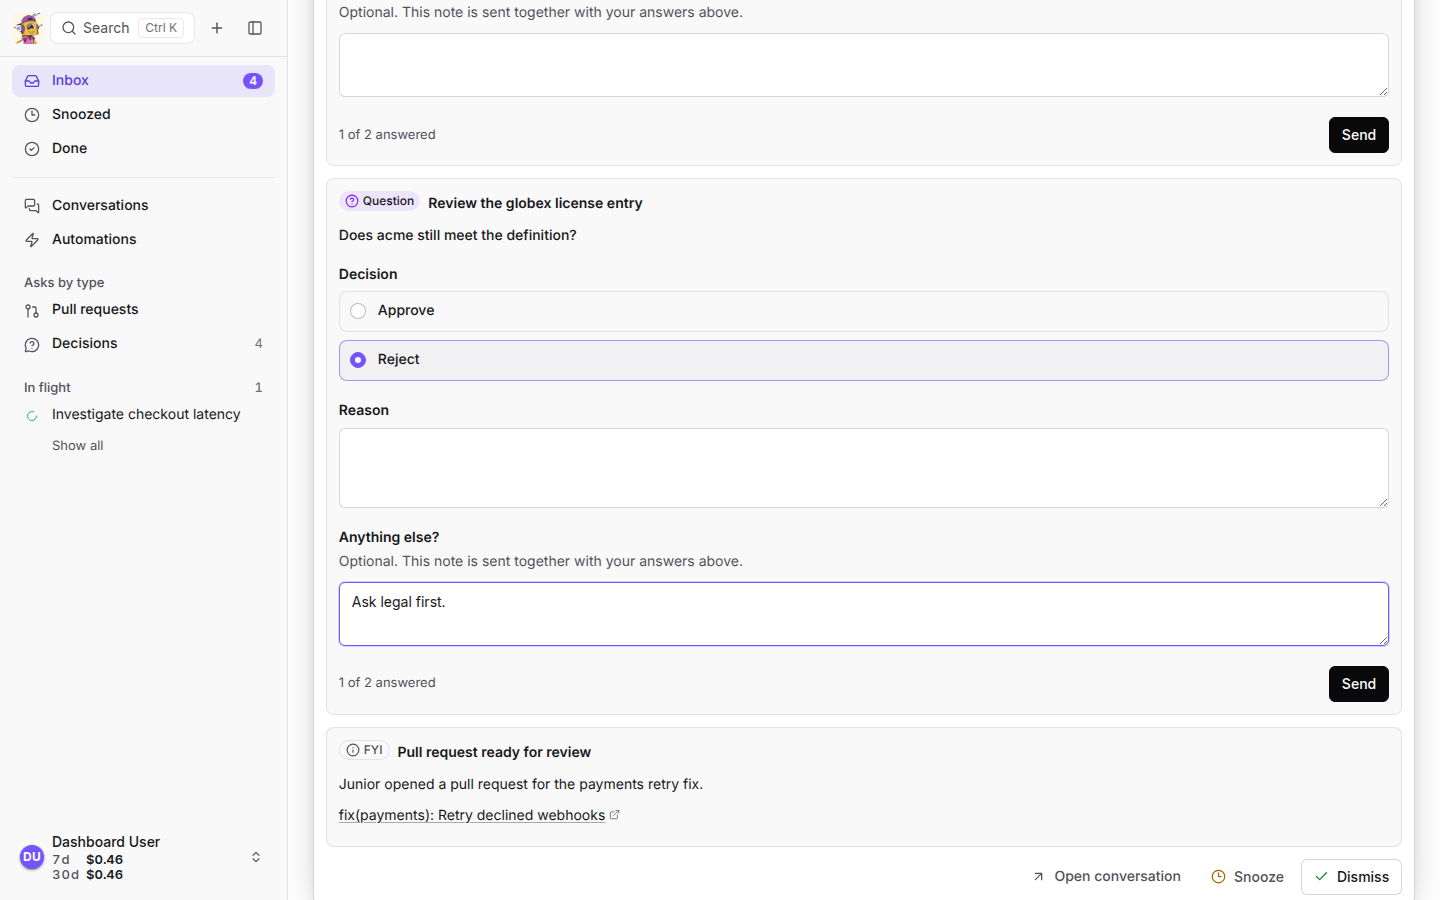 Search Ctrl K
Inbox 4
Snoozed
Done
Conversations
Automations
Asks by type
Pull requests
Decisions 4
In flight 1
Investigate checkout latency
Show all
DU
Dashboard User
7d $0.46
30d $0.46
Optional. This note is sent together with your answers above.
1 of 2 answered
Send
Question Review the globex license entry
Does acme still meet the definition?
Decision
Approve
Reject
Reason
Anything else?
Optional. This note is sent together with your answers above.
Ask legal first.
1 of 2 answered
Send
FYI Pull request ready for review
Junior opened a pull request for the payments retry fix.
fix(payments): Retry declined webhooks
Open conversation Snooze Dismiss